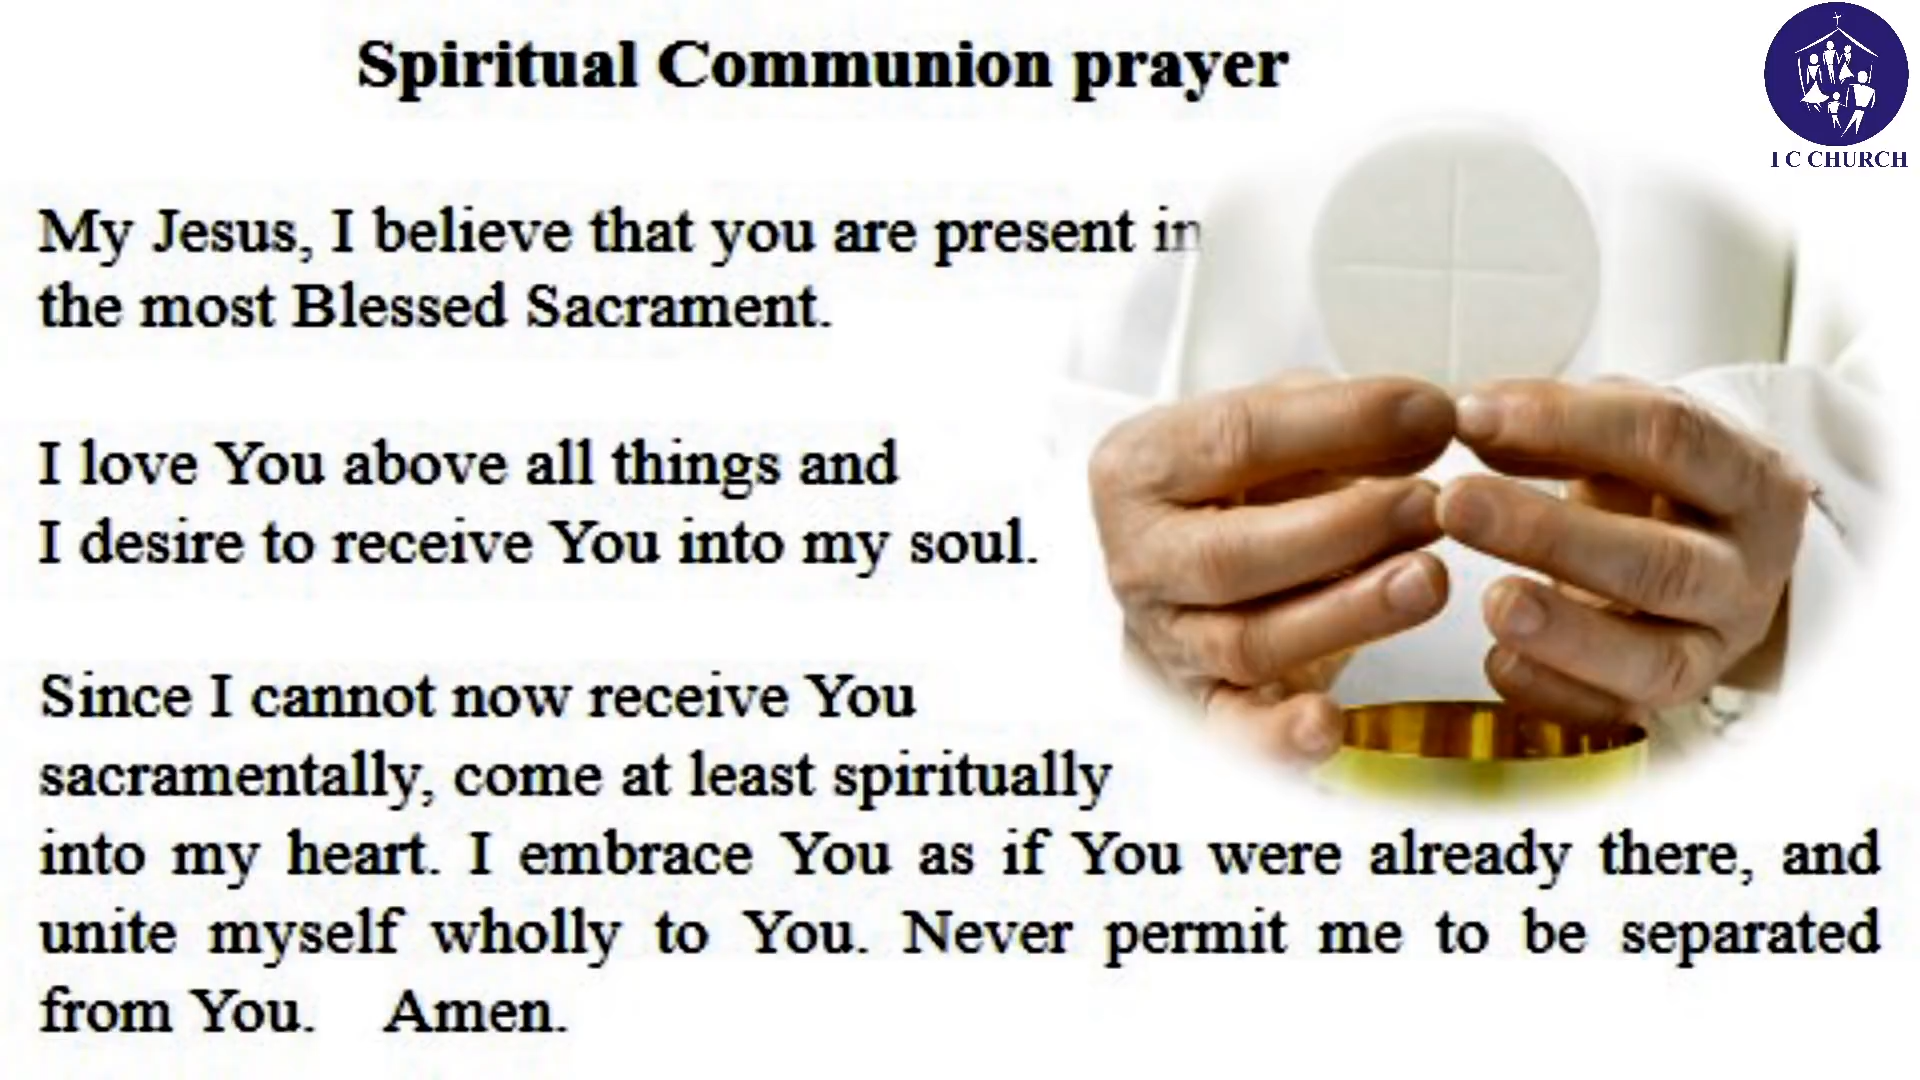 Spiritual Communion prayer
I C CHURCH
My Jesus, I believe that you are present in
the most Blessed Sacrament.
I love You above all things and
I desire to receive You into my soul.
Since I cannot now receive You
sacramentally, come at least spiritually
into my heart. I embrace You as if You were already there, and
unite myself wholly to You. Never permit me to be separated
from You. Amen.